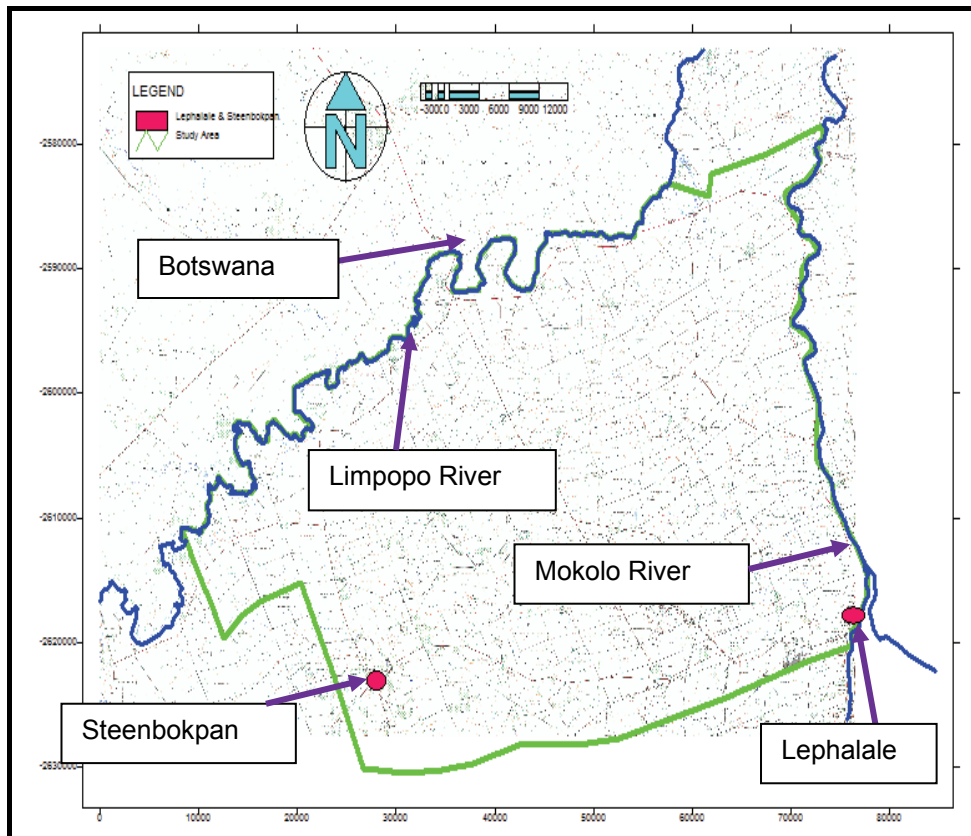 LEGEND
Lephalale & Steenbokpan
Study Area
N
-3000 0 3000 6000 9000 12000
-2580000
Botswana
-2590000
-2600000
Limpopo River
-2610000
Mokolo River
-2620000
Steenbokpan
Lephalale
-2630000
0 10000 20000 30000 40000 50000 60000 70000 80000